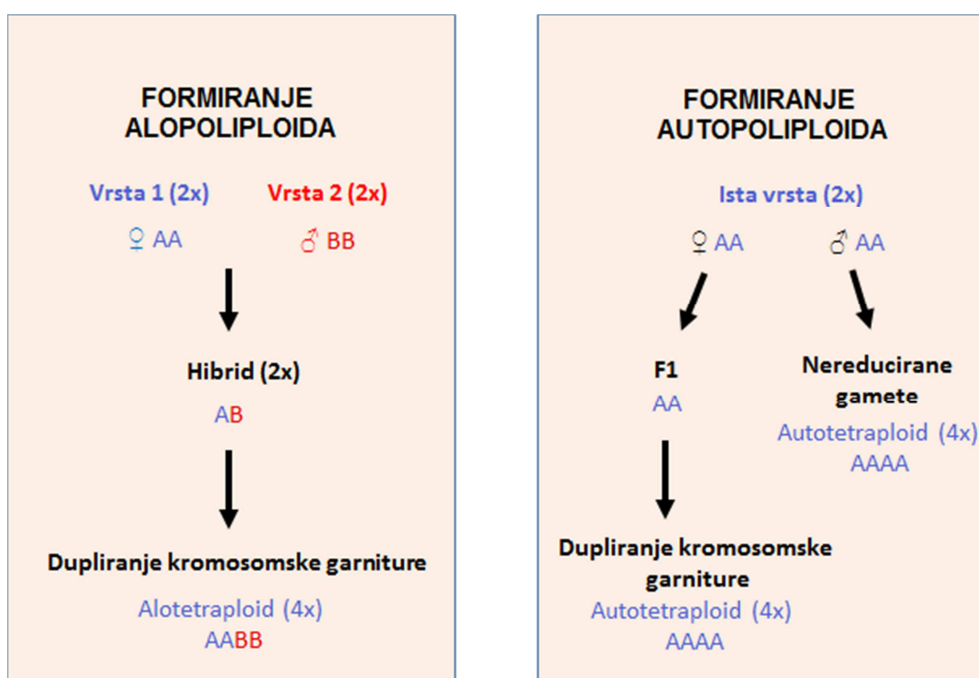 FORMIRANJE
ALOPOLIPLOIDA
Vrsta 1 (2x) Vrsta 2 (2x)
♀ AA ♂ BB
Hibrid (2x)
AB
Dupliranje kromosomske garniture
Alotetraploid (4x)
AABB
FORMIRANJE
AUTOPOLIPLOIDA
Ista vrsta (2x)
♀ AA ♂ AA
F1
AA
Nereducirane
gamete
Autotetraploid (4x)
AAAA
Dupliranje kromosomske
garniture
Autotetraploid (4x)
AAAA